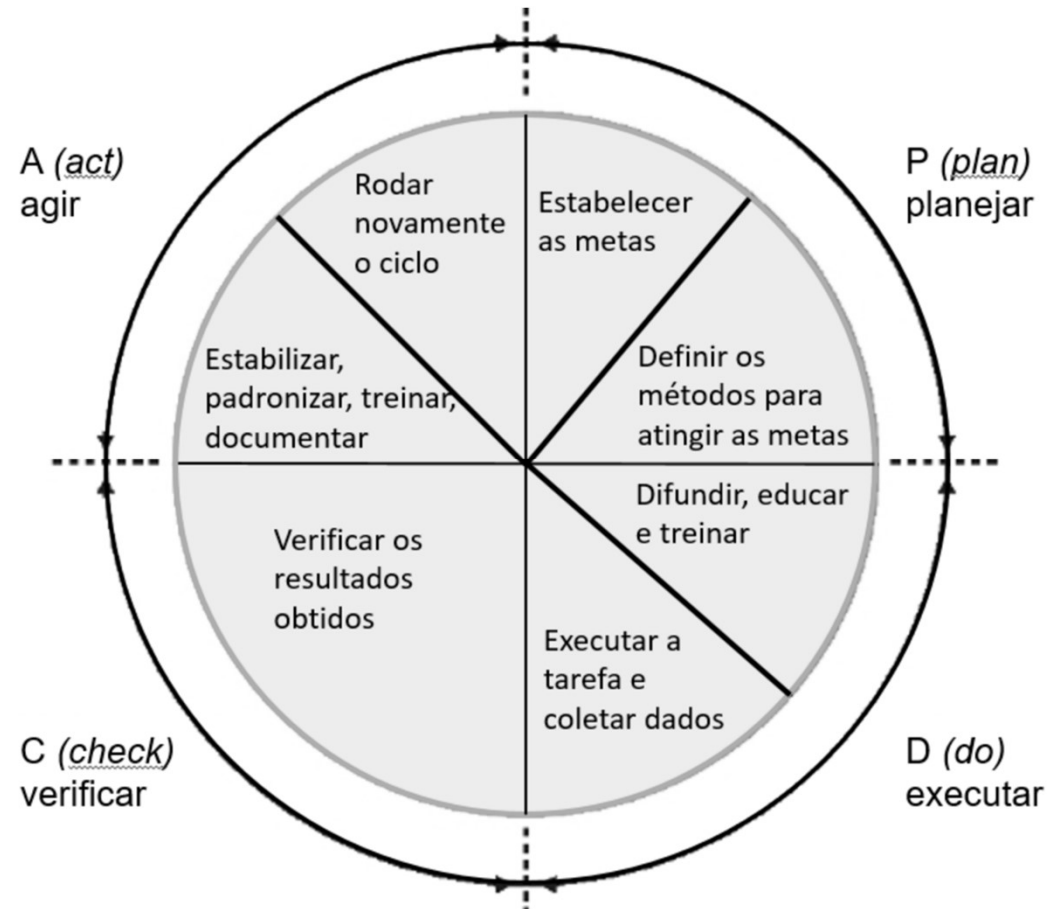 A (act)
agir
P (plan)
planejar
Rodar
novamente
o ciclo
Estabelecer
as metas
Estabilizar,
padronizar, treinar,
documentar
Definir os
métodos para
atingir as metas
Difundir, educar
e treinar
Verificar os
resultados
obtidos
Executar a
tarefa e
coletar dados
C (check)
verificar
D (do)
executar